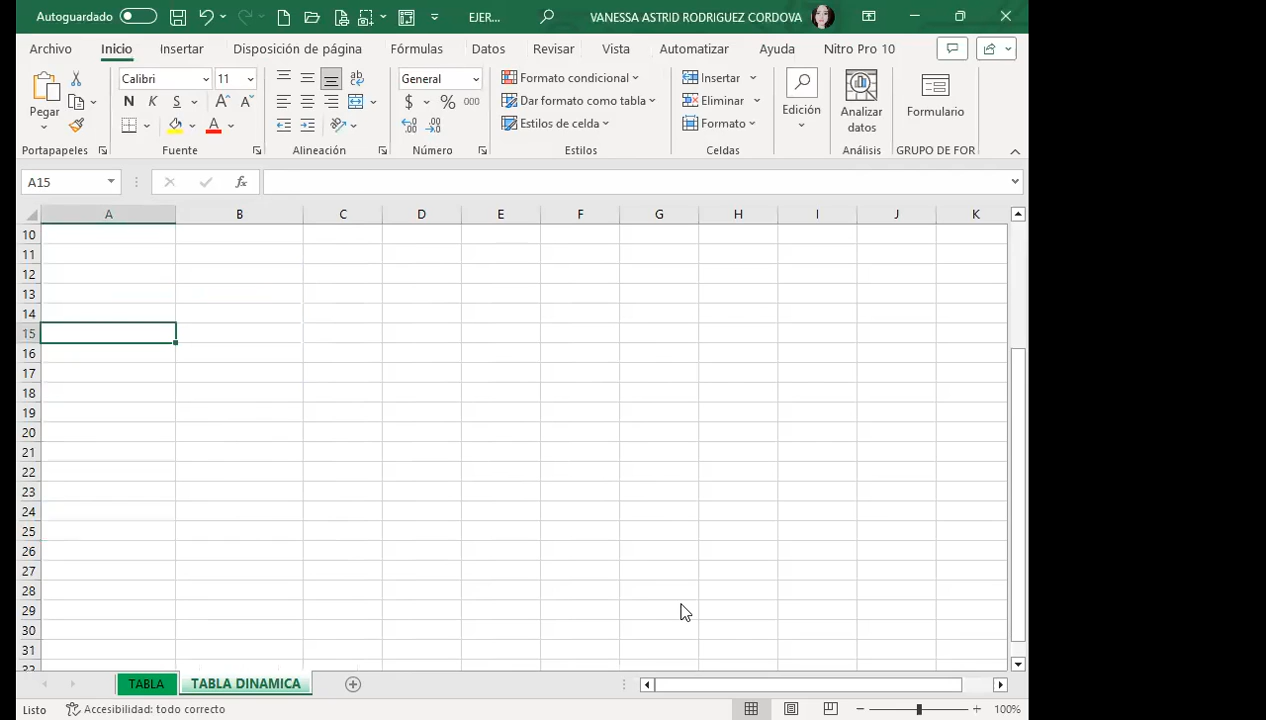 Autoguardado EJER... VANESSA ASTRID RODRIGUEZ CORDOVA
Archivo Inicio Insertar Disposición de página Fórmulas Datos Revisar Vista Automatizar Ayuda Nitro Pro 10
Pegar
Calibri 11
N K S A A
A
ab
General
$ % 000
Formato condicional
Dar formato como tabla
Estilos de celda
Insertar
Eliminar
Formato
Edición
Analizar
datos
Formulario
Portapapeles Fuente Alineación Número Estilos Celdas Análisis GRUPO DE FOR
A15 fx
A B C D E F G H I J K
10
11
12
13
14
15
16
17
18
19
20
21
22
23
24
25
26
27
28
29
30
31
TABLA TABLA DINAMICA
Listo Accesibilidad: todo correcto 100%